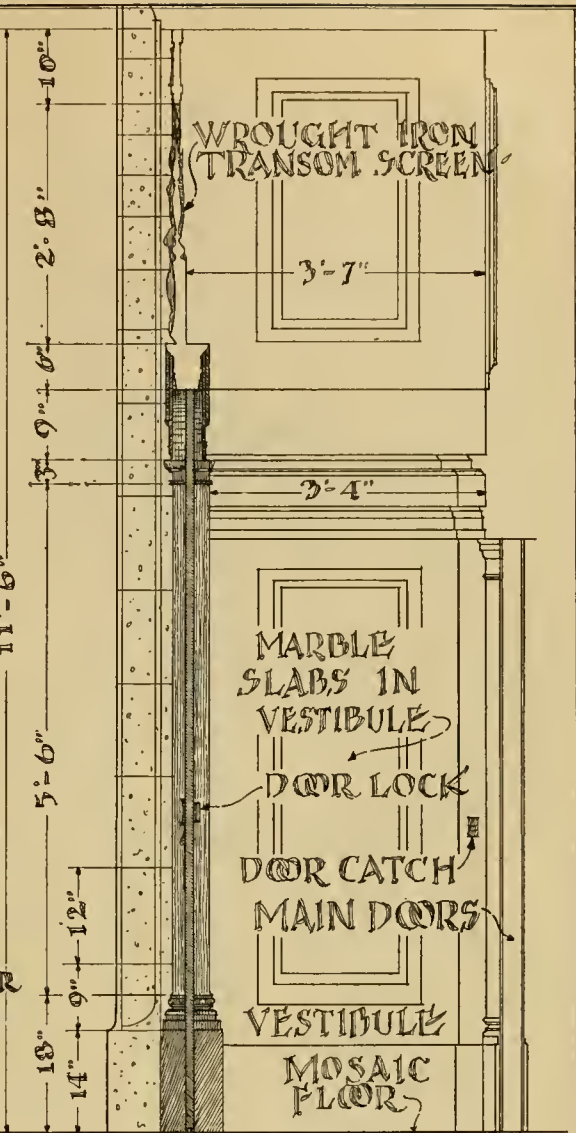 10"
WROUGHT IRON
TRANSOM SCREEN
2'-8"
3'-7"
6"
9"
3"
3'-4"
11'-6"
MARBLE
SLABS IN
VESTIBULE
5'-6"
DOOR LOCK
DOOR CATCH
MAIN DOORS
12"
9"
VESTIBULE
18"
14"
MOSAIC
FLOOR